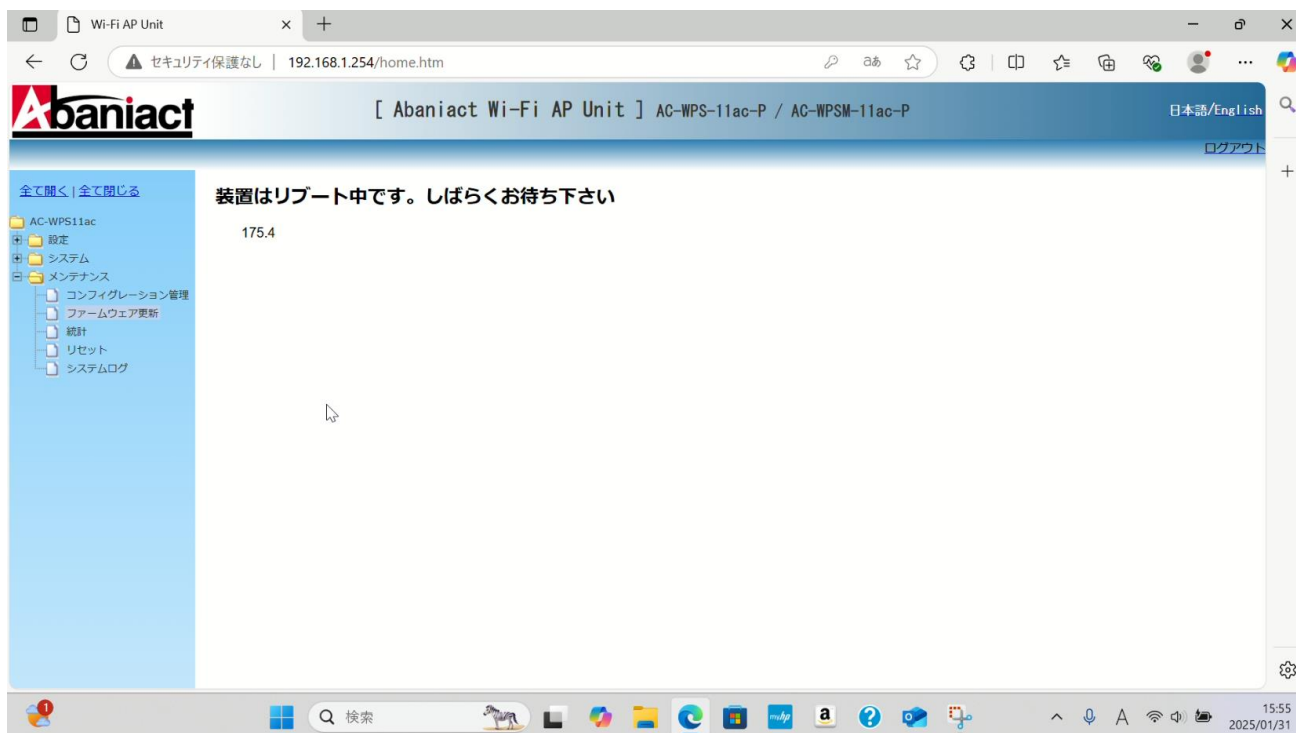 Wi-Fi AP Unit
セキュリティ保護なし | 192.168.1.254/home.htm
aあ
Abaniact
[ Abaniact Wi-Fi AP Unit ] AC-WPS-11ac-P / AC-WPSM-11ac-P
日本語/English
ログアウト
全て開く | 全て閉じる
AC-WPS11ac
設定
システム
メンテナンス
コンフィグレーション管理
ファームウェア更新
統計
リセット
システムログ
装置はリブート中です。しばらくお待ち下さい
175.4
1
検索
myhp
a
A
15:55
2025/01/31